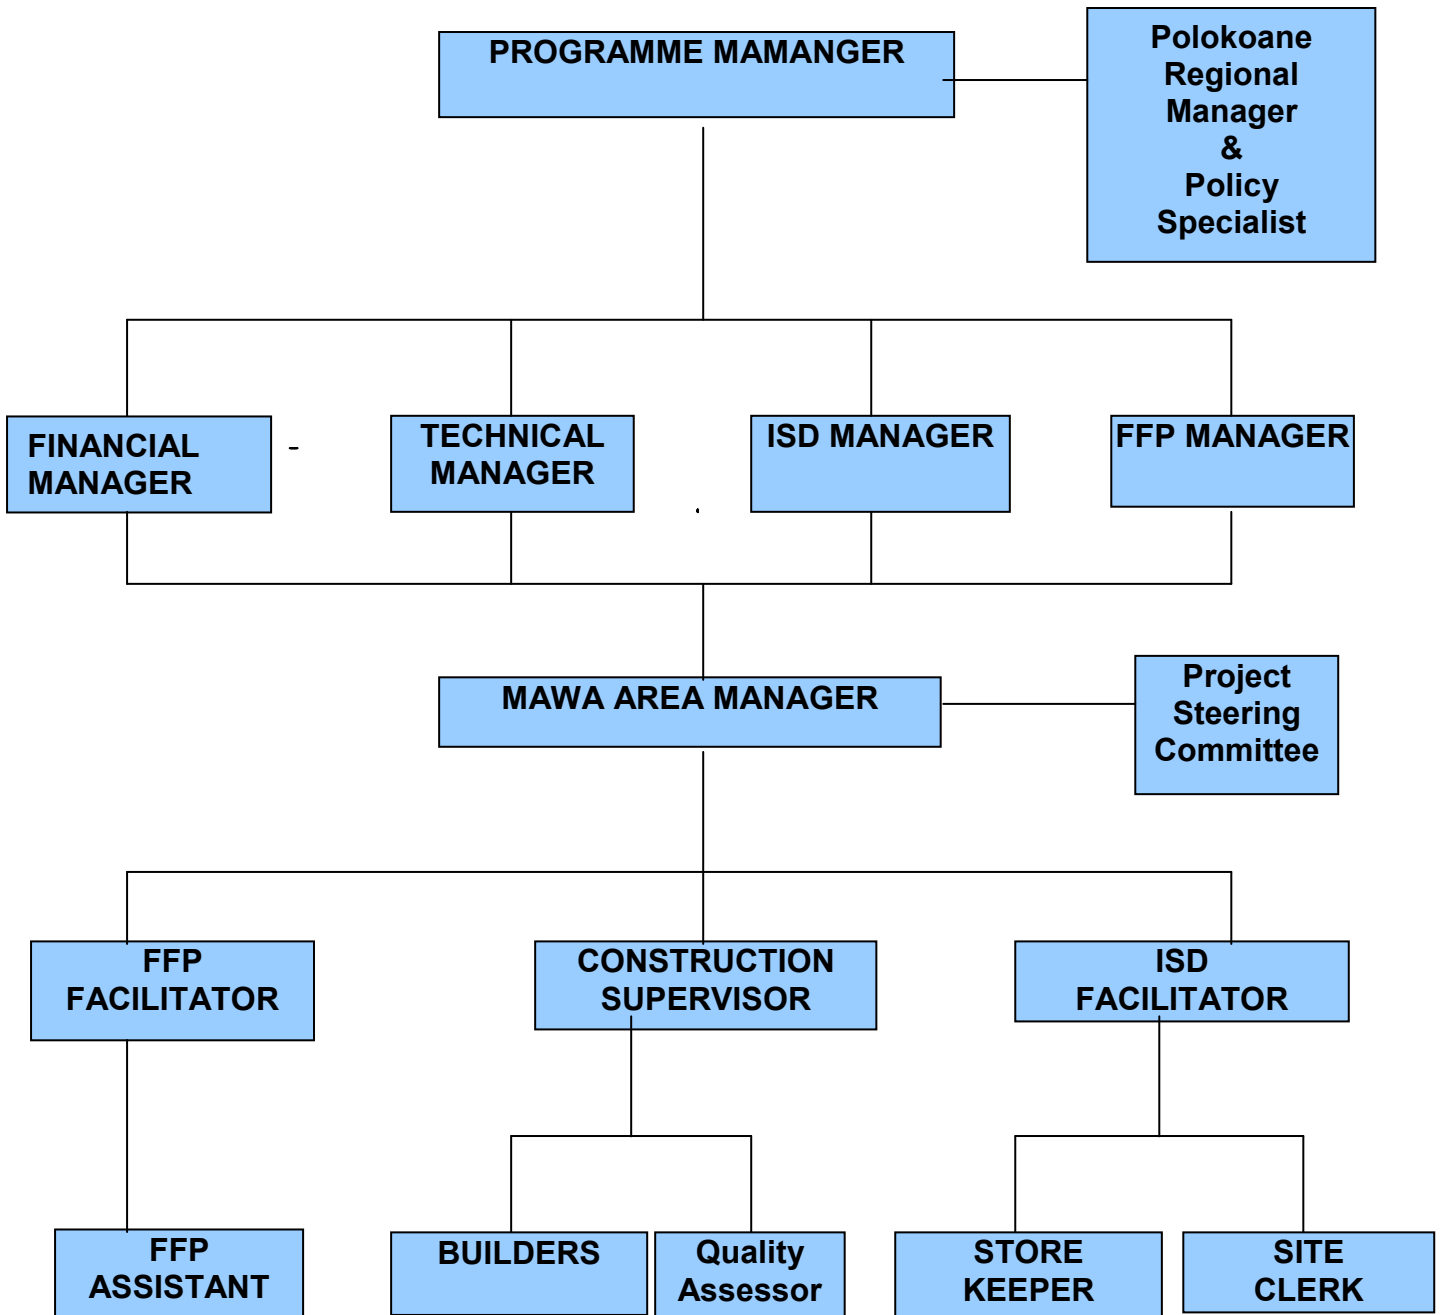 PROGRAMME MAMANGER
Polokoane
Regional
Manager
&
Policy
Specialist
FINANCIAL
MANAGER
-
TECHNICAL
MANAGER
.
ISD MANAGER
FFP MANAGER
MAWA AREA MANAGER
Project
Steering
Committee
FFP
FACILITATOR
CONSTRUCTION
SUPERVISOR
ISD
FACILITATOR
FFP
ASSISTANT
BUILDERS
Quality
Assessor
STORE
KEEPER
SITE
CLERK